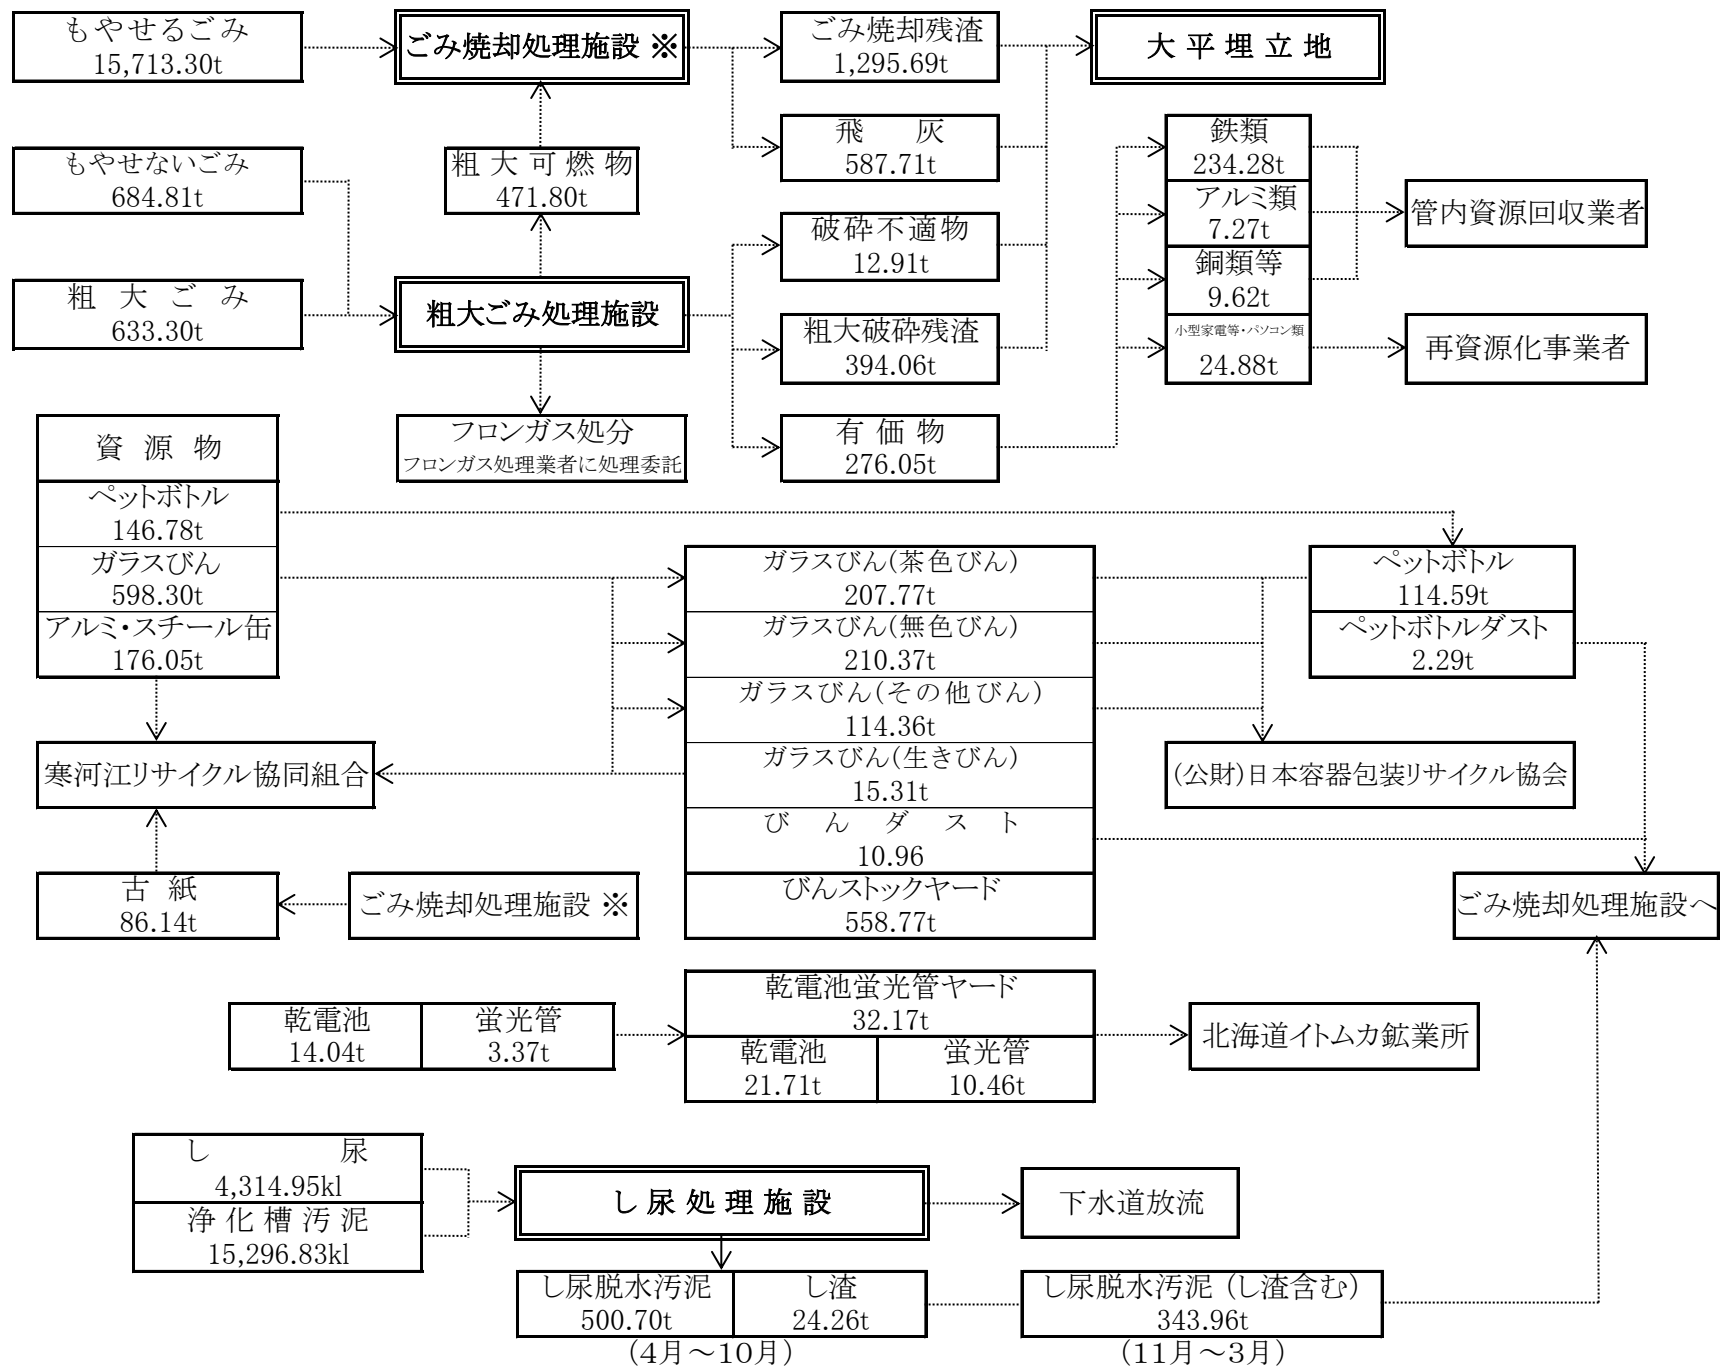 もやせるごみ
15,713.30t
ごみ焼却処理施設 ※
ごみ焼却残渣
1,295.69t
大 平 埋 立 地
飛 灰
587.71t
もやせないごみ
684.81t
粗 大 可 燃 物
471.80t
破砕不適物
12.91t
鉄類
234.28t
アルミ類
7.27t
銅類等
9.62t
小型家電等・パソコン類
24.88t
管内資源回収業者
粗 大 ご み
633.30t
粗大ごみ処理施設
粗大破砕残渣
394.06t
再資源化事業者
フロンガス処分
フロンガス処理業者に処理委託
有 価 物
276.05t
資 源 物
ペットボトル
146.78t
ガラスびん
598.30t
アルミ・スチール缶
176.05t
ガラスびん(茶色びん)
207.77t
ガラスびん(無色びん)
210.37t
ガラスびん(その他びん)
114.36t
ガラスびん(生きびん)
15.31t
び ん ダ ス ト
10.96
びんストックヤード
558.77t
ペットボトル
114.59t
ペットボトルダスト
2.29t
寒河江リサイクル協同組合
(公財)日本容器包装リサイクル協会
古 紙
86.14t
ごみ焼却処理施設 ※
ごみ焼却処理施設へ
乾電池
14.04t
蛍光管
3.37t
乾電池蛍光管ヤード
32.17t
乾電池
21.71t
蛍光管
10.46t
北海道イトムカ鉱業所
し 尿
4,314.95kl
浄 化 槽 汚 泥
15,296.83kl
し 尿 処 理 施 設
下水道放流
し尿脱水汚泥
500.70t
し渣
24.26t
(4月～10月)
し尿脱水汚泥 (し渣含む)
343.96t
(11月～3月)